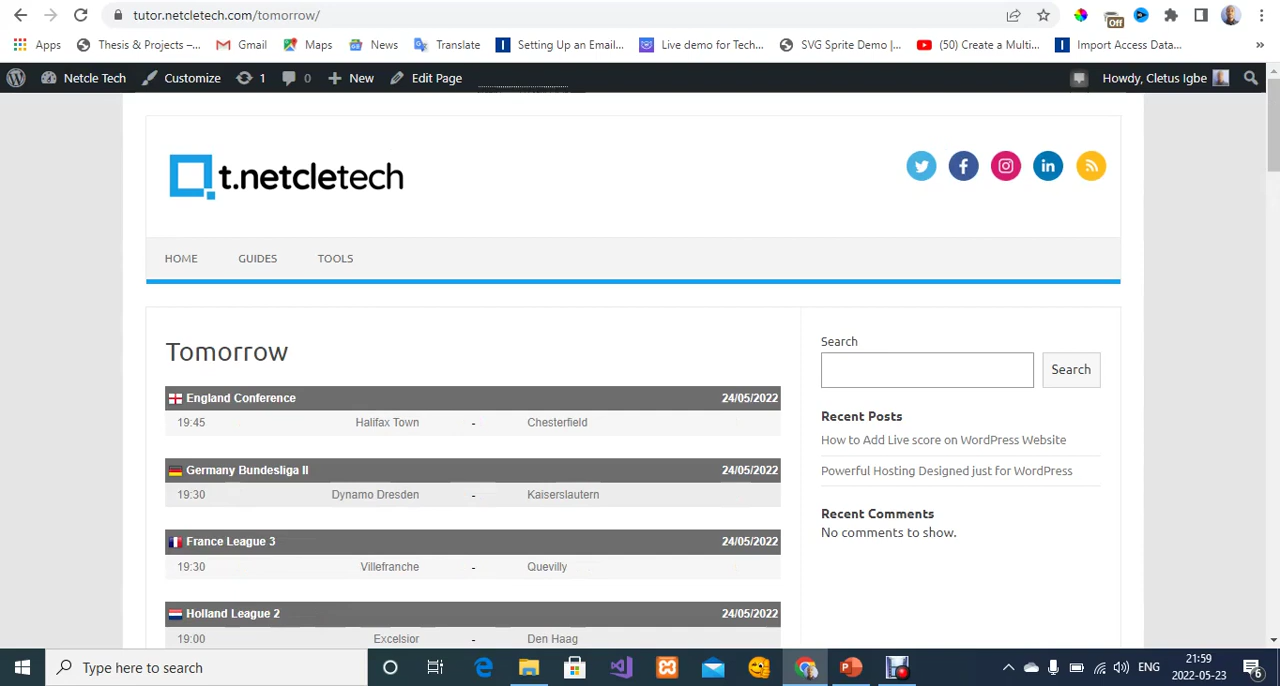 tutor.netcletech.com/tomorrow/
Off
Apps Thesis & Projects –... Gmail Maps News Translate Setting Up an Email... Live demo for Tech... SVG Sprite Demo |... (50) Create a Multi... Import Access Data... »
Netcle Tech Customize 1 0 New Edit Page Howdy, Cletus Igbe
t.netcletech
HOME GUIDES TOOLS
Tomorrow
England Conference 24/05/2022
19:45 Halifax Town - Chesterfield
Germany Bundesliga II 24/05/2022
19:30 Dynamo Dresden - Kaiserslautern
France League 3 24/05/2022
19:30 Villefranche - Quevilly
Holland League 2 24/05/2022
19:00 Excelsior - Den Haag
Search
Search
Recent Posts
How to Add Live score on WordPress Website
Powerful Hosting Designed just for WordPress
Recent Comments
No comments to show.
Type here to search
ENG
21:59
2022-05-23
6